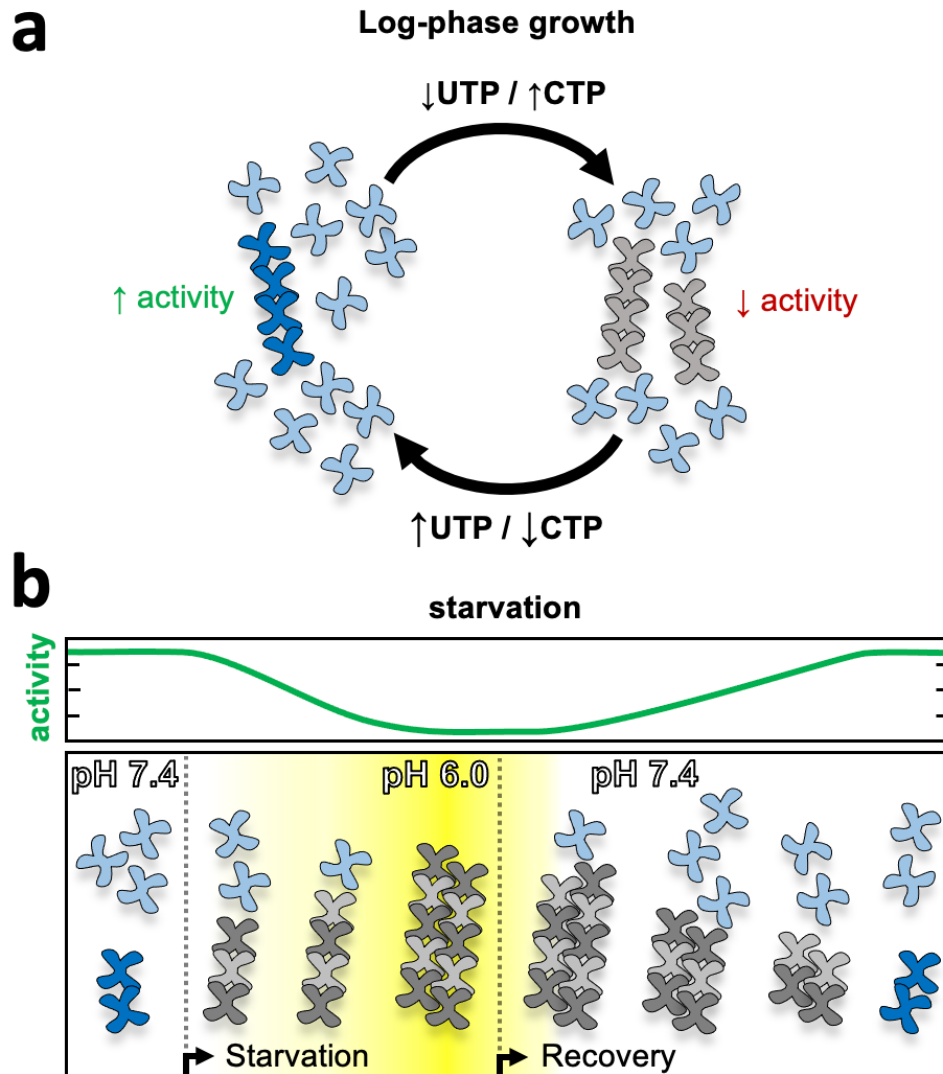 a
Log-phase growth
↓UTP / ↑CTP
↑ activity
↓ activity
↑UTP / ↓CTP
b
starvation
activity
pH 7.4
pH 6.0
pH 7.4
Starvation
Recovery